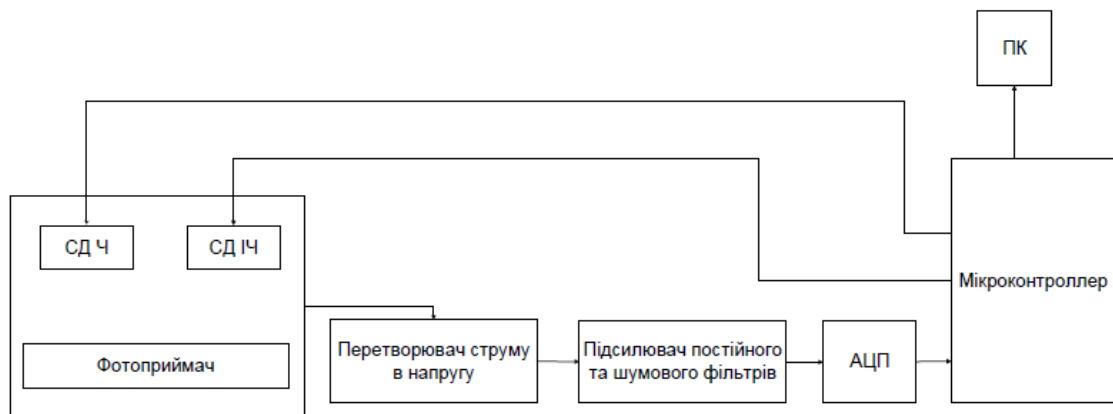 ПК
СД Ч
СД ІЧ
Мікроконтроллер
Фотоприймач
Перетворювач струму
в напругу
Підсилювач постійного
та шумового фільтрів
АЦП